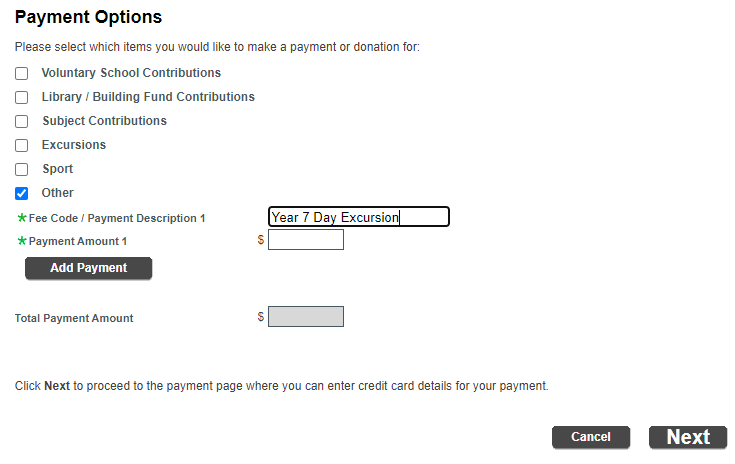 Payment Options
Please select which items you would like to make a payment or donation for:
Voluntary School Contributions
Library / Building Fund Contributions
Subject Contributions
Excursions
Sport
Other
* Fee Code / Payment Description 1 Year 7 Day Excursion
* Payment Amount 1 $
Add Payment
Total Payment Amount $
Click Next to proceed to the payment page where you can enter credit card details for your payment.
Cancel Next